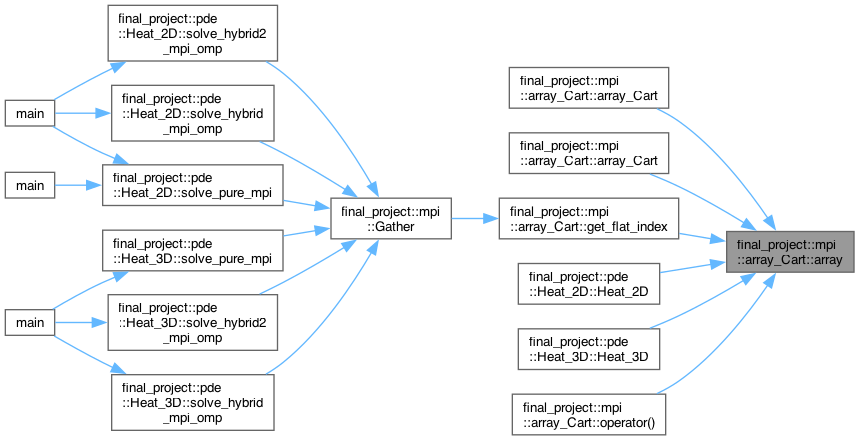 final_project::pde
::Heat_2D::solve_hybrid2
_mpi_omp
main
final_project::pde
::Heat_2D::solve_hybrid
_mpi_omp
main
final_project::pde
::Heat_2D::solve_pure_mpi
final_project::pde
::Heat_3D::solve_pure_mpi
main
final_project::pde
::Heat_3D::solve_hybrid2
_mpi_omp
final_project::pde
::Heat_3D::solve_hybrid
_mpi_omp
final_project::mpi
::Gather
final_project::mpi
::array_Cart::array_Cart
final_project::mpi
::array_Cart::array_Cart
final_project::mpi
::array_Cart::get_flat_index
final_project::pde
::Heat_2D::Heat_2D
final_project::pde
::Heat_3D::Heat_3D
final_project::mpi
::array_Cart::operator()
final_project::mpi
::array_Cart::array